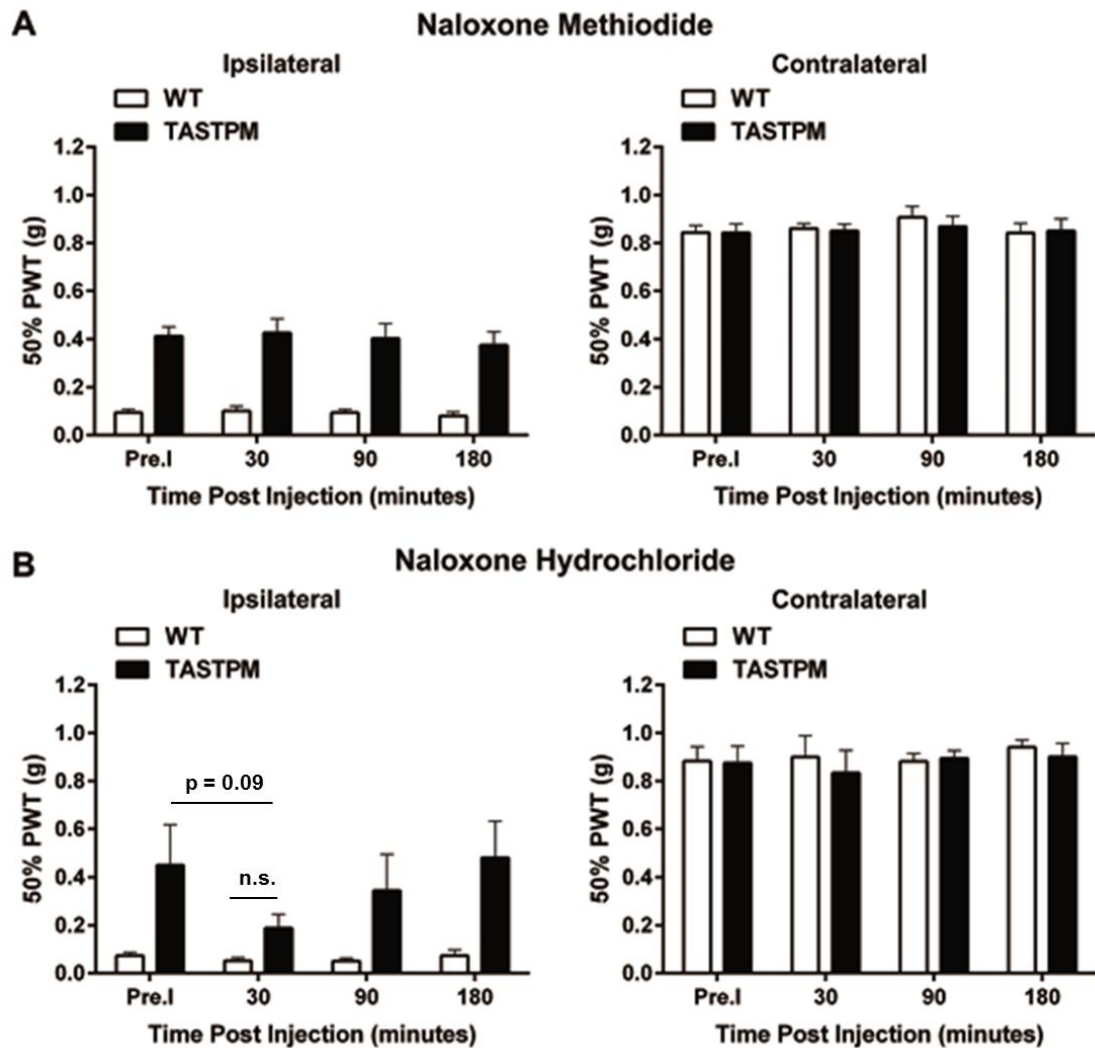 A
Naloxone Methiodide
Ipsilateral
WT
TASTPM
50% PWT (g)
1.2
1.0
0.8
0.6
0.4
0.2
0.0
Pre.I 30 90 180
Time Post Injection (minutes)
Contralateral
WT
TASTPM
50% PWT (g)
1.2
1.0
0.8
0.6
0.4
0.2
0.0
Pre.I 30 90 180
Time Post Injection (minutes)
B
Naloxone Hydrochloride
Ipsilateral
WT
TASTPM
50% PWT (g)
1.2
1.0
0.8
0.6
0.4
0.2
0.0
p = 0.09
n.s.
Pre.I 30 90 180
Time Post Injection (minutes)
Contralateral
WT
TASTPM
50% PWT (g)
1.2
1.0
0.8
0.6
0.4
0.2
0.0
Pre.I 30 90 180
Time Post Injection (minutes)